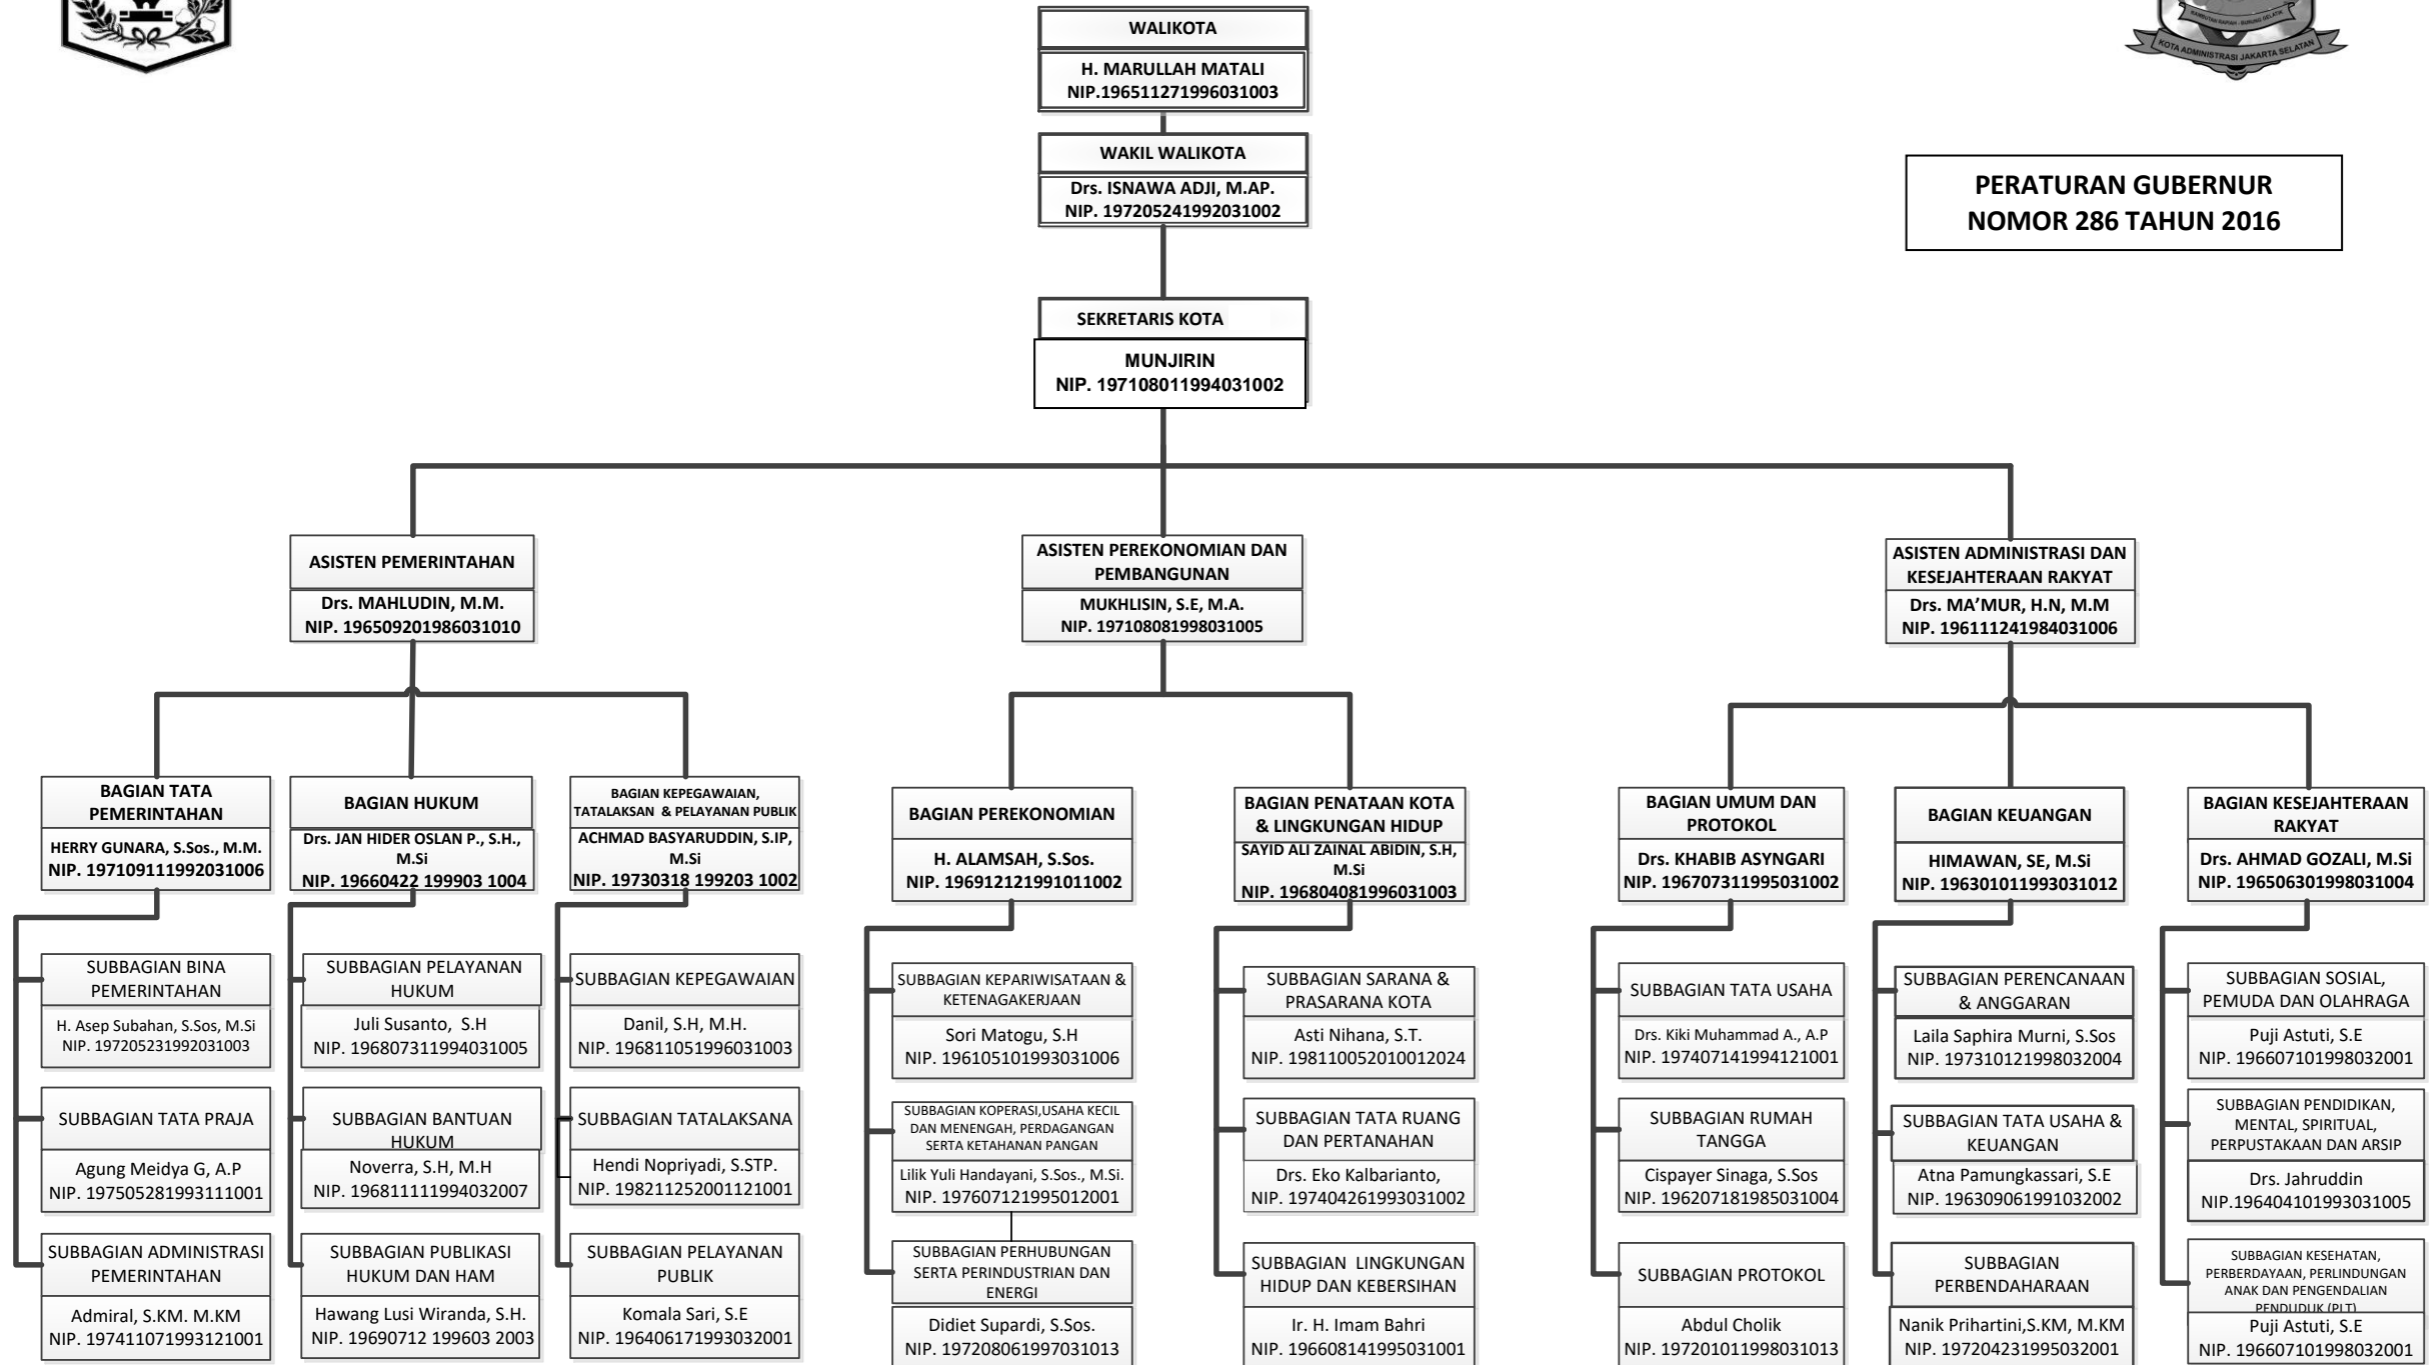 WALIKOTA
H. MARULLAH MATALI
NIP.196511271996031003
WAKIL WALIKOTA
Drs. ISNAWA ADJI, M.AP.
NIP. 197205241992031002
KOTA ADMINISTRASI JAKARTA SELATAN
PERATURAN GUBERNUR
NOMOR 286 TAHUN 2016
SEKRETARIS KOTA
MUNJIRIN
NIP. 197108011994031002
ASISTEN PEMERINTAHAN
Drs. MAHLUDIN, M.M.
NIP. 196509201986031010
ASISTEN PEREKONOMIAN DAN
PEMBANGUNAN
MUKHLISIN, S.E, M.A.
NIP. 197108081998031005
ASISTEN ADMINISTRASI DAN
KESEJAHTERAAN RAKYAT
Drs. MA’MUR, H.N, M.M
NIP. 196111241984031006
BAGIAN TATA
PEMERINTAHAN
HERRY GUNARA, S.Sos., M.M.
NIP. 197109111992031006
BAGIAN HUKUM
Drs. JAN HIDER OSLAN P., S.H.,
M.Si
NIP. 19660422 199903 1004
BAGIAN KEPEGAWAIAN,
TATALAKSAN & PELAYANAN PUBLIK
ACHMAD BASYARUDDIN, S.IP,
M.Si
NIP. 19730318 199203 1002
BAGIAN PEREKONOMIAN
H. ALAMSAH, S.Sos.
NIP. 196912121991011002
BAGIAN PENATAAN KOTA
& LINGKUNGAN HIDUP
SAYID ALI ZAINAL ABIDIN, S.H,
M.Si
NIP. 196804081996031003
BAGIAN UMUM DAN
PROTOKOL
Drs. KHABIB ASYNGARI
NIP. 196707311995031002
BAGIAN KEUANGAN
HIMAWAN, SE, M.Si
NIP. 196301011993031012
BAGIAN KESEJAHTERAAN
RAKYAT
Drs. AHMAD GOZALI, M.Si
NIP. 196506301998031004
SUBBAGIAN BINA
PEMERINTAHAN
H. Asep Subahan, S.Sos, M.Si
NIP. 197205231992031003
SUBBAGIAN TATA PRAJA
Agung Meidya G, A.P
NIP. 197505281993111001
SUBBAGIAN ADMINISTRASI
PEMERINTAHAN
Admiral, S.KM. M.KM
NIP. 197411071993121001
SUBBAGIAN PELAYANAN
HUKUM
Juli Susanto, S.H
NIP. 196807311994031005
SUBBAGIAN BANTUAN
HUKUM
Noverra, S.H, M.H
NIP. 196811111994032007
SUBBAGIAN PUBLIKASI
HUKUM DAN HAM
Hawang Lusi Wiranda, S.H.
NIP. 19690712 199603 2003
SUBBAGIAN KEPEGAWAIAN
Danil, S.H, M.H.
NIP. 196811051996031003
SUBBAGIAN TATALAKSANA
Hendi Nopriyadi, S.STP.
NIP. 198211252001121001
SUBBAGIAN PELAYANAN
PUBLIK
Komala Sari, S.E
NIP. 196406171993032001
SUBBAGIAN KEPARIWISATAAN &
KETENAGAKERJAAN
Sori Matogu, S.H
NIP. 196105101993031006
SUBBAGIAN KOPERASI,USAHA KECIL
DAN MENENGAH, PERDAGANGAN
SERTA KETAHANAN PANGAN
Lilik Yuli Handayani, S.Sos., M.Si.
NIP. 197607121995012001
SUBBAGIAN PERHUBUNGAN
SERTA PERINDUSTRIAN DAN
ENERGI
Didiet Supardi, S.Sos.
NIP. 197208061997031013
SUBBAGIAN SARANA &
PRASARANA KOTA
Asti Nihana, S.T.
NIP. 198110052010012024
SUBBAGIAN TATA RUANG
DAN PERTANAHAN
Drs. Eko Kalbarianto,
NIP. 197404261993031002
SUBBAGIAN LINGKUNGAN
HIDUP DAN KEBERSIHAN
Ir. H. Imam Bahri
NIP. 196608141995031001
SUBBAGIAN TATA USAHA
Drs. Kiki Muhammad A., A.P
NIP. 197407141994121001
SUBBAGIAN RUMAH
TANGGA
Cispayer Sinaga, S.Sos
NIP. 196207181985031004
SUBBAGIAN PROTOKOL
Abdul Cholik
NIP. 197201011998031013
SUBBAGIAN PERENCANAAN
& ANGGARAN
Laila Saphira Murni, S.Sos
NIP. 197310121998032004
SUBBAGIAN TATA USAHA &
KEUANGAN
Atna Pamungkassari, S.E
NIP. 196309061991032002
SUBBAGIAN
PERBENDAHARAAN
Nanik Prihartini,S.KM, M.KM
NIP. 197204231995032001
SUBBAGIAN SOSIAL,
PEMUDA DAN OLAHRAGA
Puji Astuti, S.E
NIP. 196607101998032001
SUBBAGIAN PENDIDIKAN,
MENTAL, SPIRITUAL,
PERPUSTAKAAN DAN ARSIP
Drs. Jahruddin
NIP.196404101993031005
SUBBAGIAN KESEHATAN,
PERBERDAYAAN, PERLINDUNGAN
ANAK DAN PENGENDALIAN
PENDUDUK (PLT)
Puji Astuti, S.E
NIP. 196607101998032001